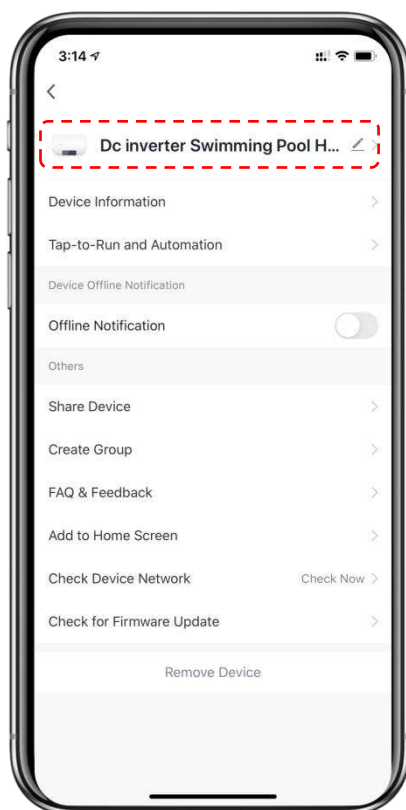 3:14
Dc inverter Swimming Pool H...
Device Information
Tap-to-Run and Automation
Device Offline Notification
Offline Notification
Others
Share Device
Create Group
FAQ & Feedback
Add to Home Screen
Check Device Network Check Now
Check for Firmware Update
Remove Device